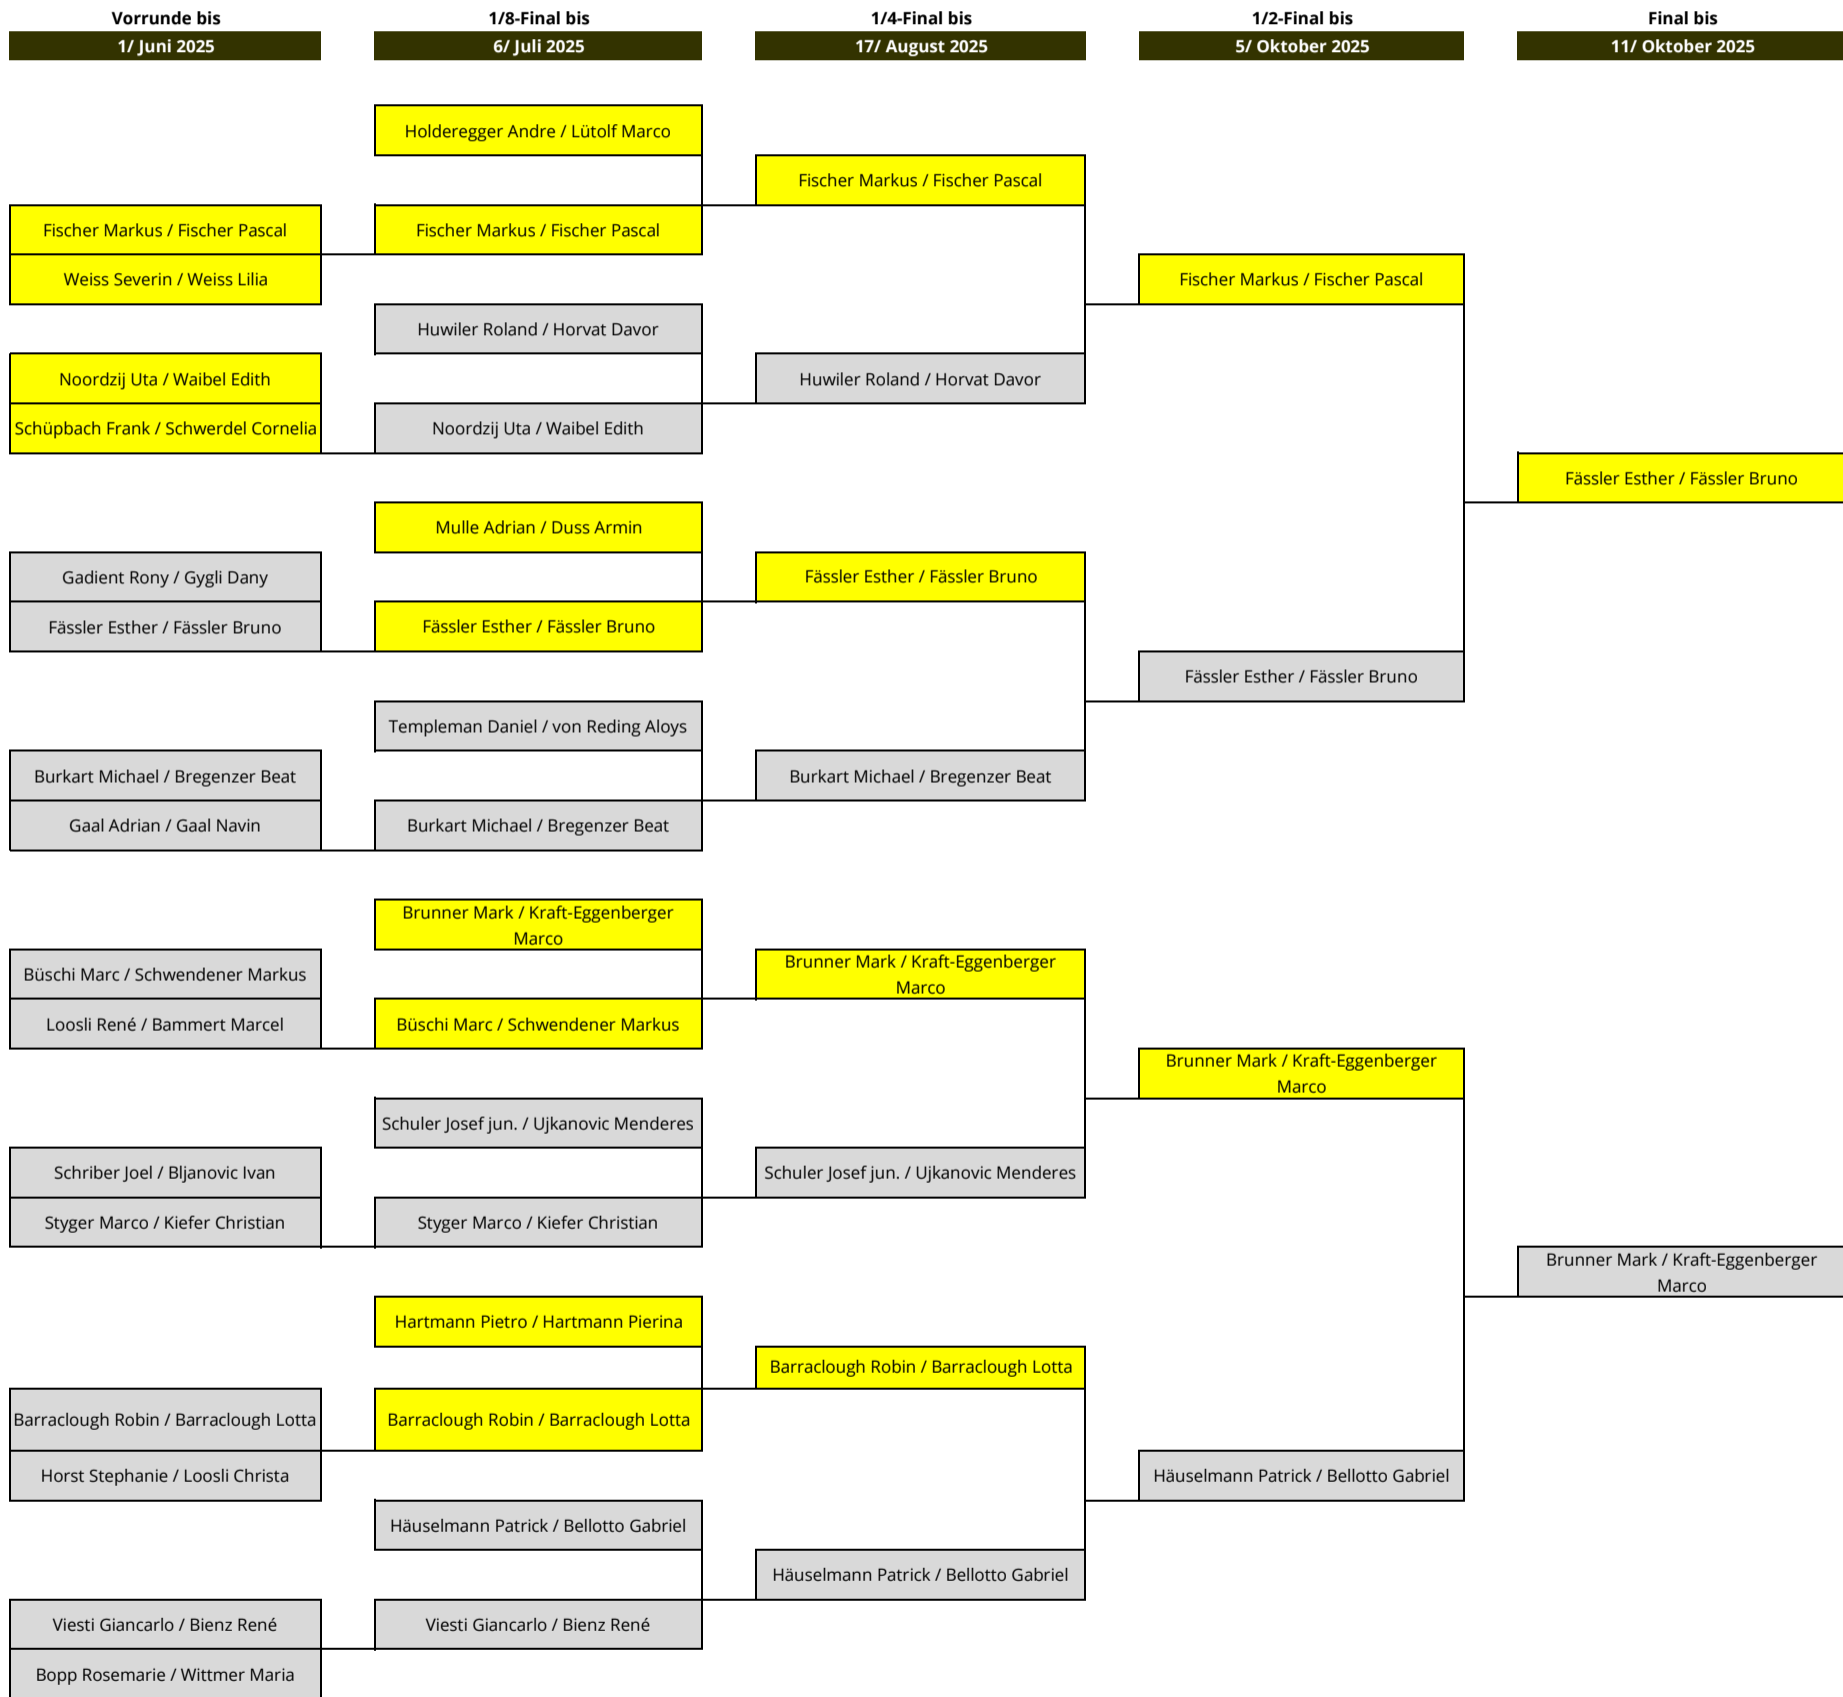 Vorrunde bis
1/ Juni 2025
Fischer Markus / Fischer Pascal
Weiss Severin / Weiss Lilia
Noordzij Uta / Waibel Edith
Schüpbach Frank / Schwerdel Cornelia
Gadient Rony / Gygli Dany
Fässler Esther / Fässler Bruno
Burkart Michael / Bregenzer Beat
Gaal Adrian / Gaal Navin
Büschi Marc / Schwendener Markus
Loosli René / Bammert Marcel
Schriber Joel / Bljanovic Ivan
Styger Marco / Kiefer Christian
Barraclough Robin / Barraclough Lotta
Horst Stephanie / Loosli Christa
Viesti Giancarlo / Bienz René
Bopp Rosemarie / Wittmer Maria
1/8-Final bis
6/ Juli 2025
Holderegger Andre / Lütolf Marco
Fischer Markus / Fischer Pascal
Huwiler Roland / Horvat Davor
Noordzij Uta / Waibel Edith
Mulle Adrian / Duss Armin
Fässler Esther / Fässler Bruno
Templeman Daniel / von Reding Aloys
Burkart Michael / Bregenzer Beat
Brunner Mark / Kraft-Eggenberger
Marco
Büschi Marc / Schwendener Markus
Schuler Josef jun. / Ujkanovic Menderes
Styger Marco / Kiefer Christian
Hartmann Pietro / Hartmann Pierina
Barraclough Robin / Barraclough Lotta
Häuselmann Patrick / Bellotto Gabriel
Viesti Giancarlo / Bienz René
1/4-Final bis
17/ August 2025
Fischer Markus / Fischer Pascal
Huwiler Roland / Horvat Davor
Fässler Esther / Fässler Bruno
Burkart Michael / Bregenzer Beat
Brunner Mark / Kraft-Eggenberger
Marco
Schuler Josef jun. / Ujkanovic Menderes
Barraclough Robin / Barraclough Lotta
Häuselmann Patrick / Bellotto Gabriel
1/2-Final bis
5/ Oktober 2025
Fischer Markus / Fischer Pascal
Fässler Esther / Fässler Bruno
Brunner Mark / Kraft-Eggenberger
Marco
Häuselmann Patrick / Bellotto Gabriel
Final bis
11/ Oktober 2025
Fässler Esther / Fässler Bruno
Brunner Mark / Kraft-Eggenberger
Marco